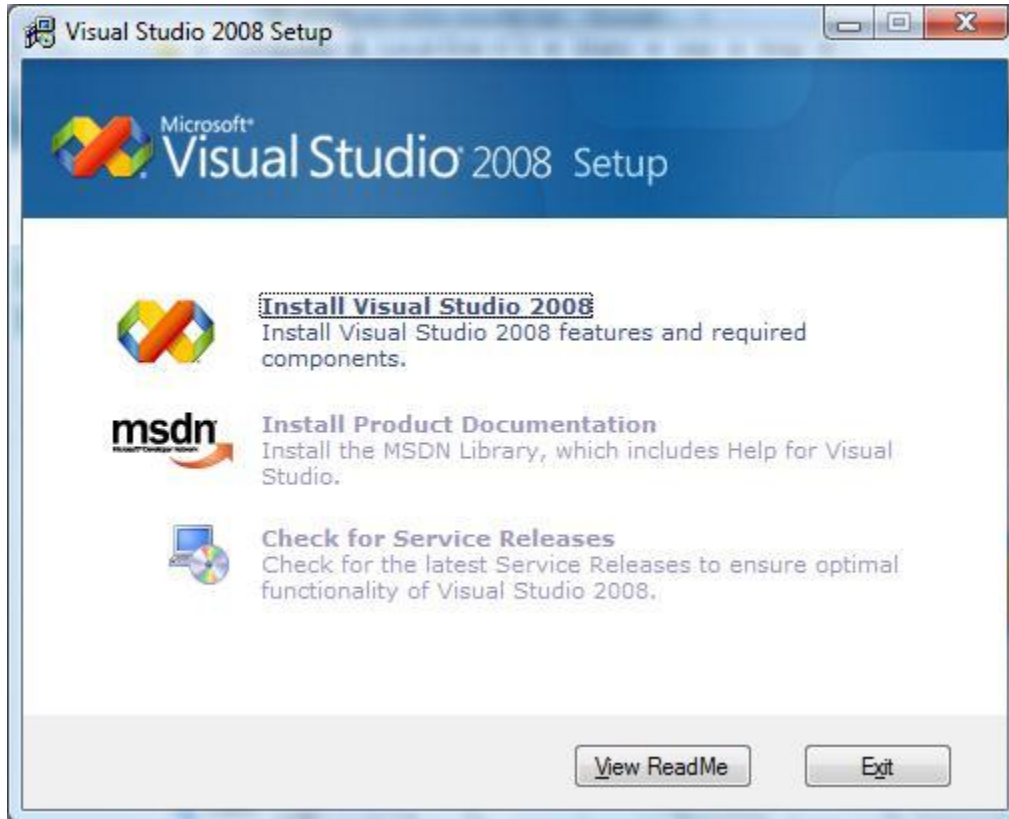 Visual Studio 2008 Setup
Microsoft®
Visual Studio® 2008 Setup
Install Visual Studio 2008
Install Visual Studio 2008 features and required
components.
msdn
Install Product Documentation
Install the MSDN Library, which includes Help for Visual
Studio.
Check for Service Releases
Check for the latest Service Releases to ensure optimal
functionality of Visual Studio 2008.
View ReadMe
Exit